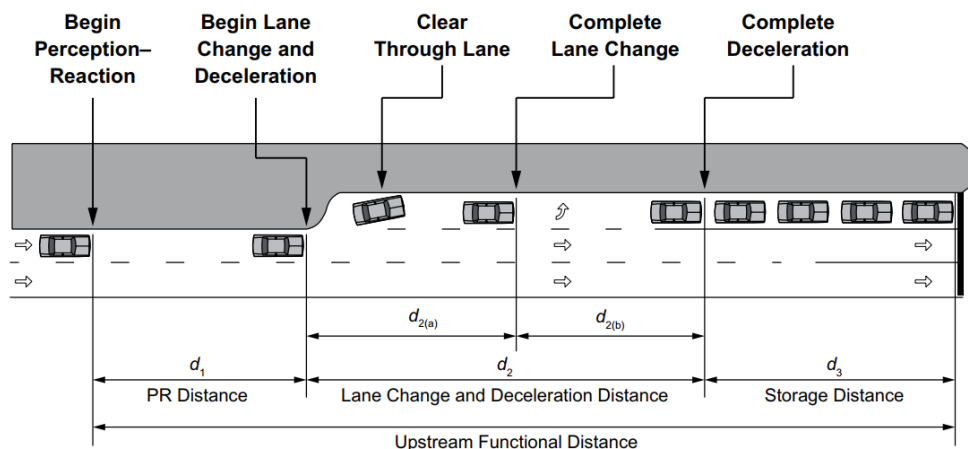 Begin
Perception–
Reaction
Begin Lane
Change and
Deceleration
Clear
Through Lane
Complete
Lane Change
Complete
Deceleration
d2(a)
d2(b)
d1
d2
d3
PR Distance
Lane Change and Deceleration Distance
Storage Distance
Upstream Functional Distance